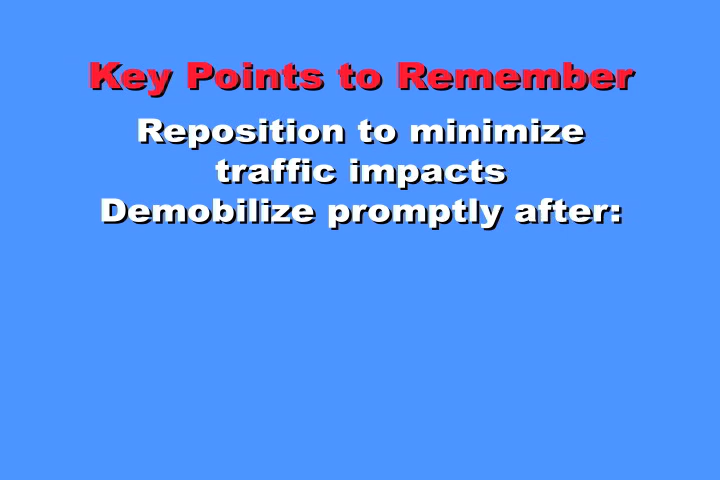 Key Points to Remember
Reposition to minimize
traffic impacts
Demobilize promptly after: